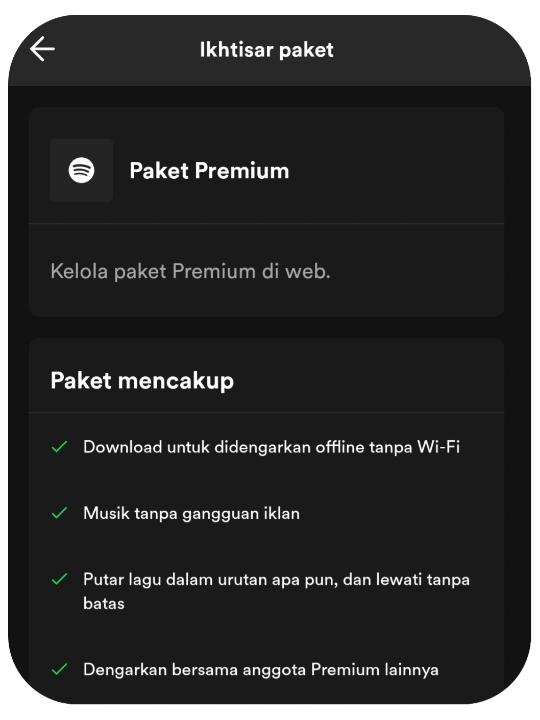 Ikhtisar paket
Paket Premium
Kelola paket Premium di web.
Paket mencakup
Download untuk didengarkan offline tanpa Wi-Fi
Musik tanpa gangguan iklan
Putar lagu dalam urutan apa pun, dan lewati tanpa
batas
Dengarkan bersama anggota Premium lainnya